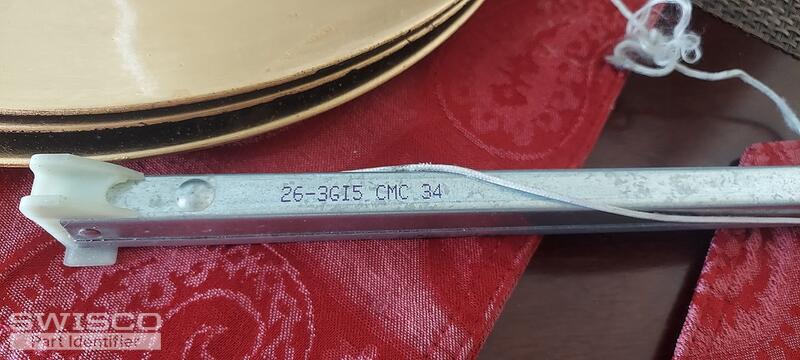 26-3GI5 CMC 34
SWISCO
Part Identifier